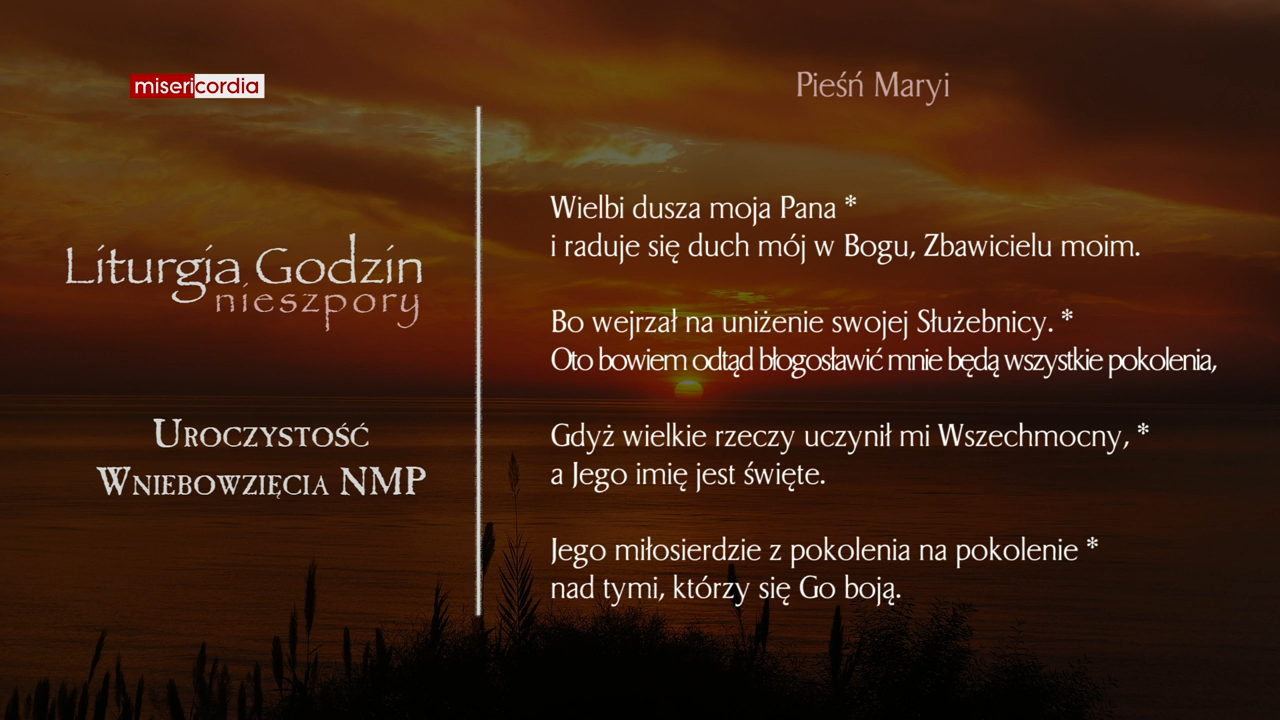 misericordia
Liturgia Godzin
nieszpory
Uroczystość
Wniebowzięcia NMP
Pieśń Maryi
Wielbi dusza moja Pana *
i raduje się duch mój w Bogu, Zbawicielu moim.
Bo wejrzał na uniżenie swojej Służebnicy. *
Oto bowiem odtąd błogosławić mnie będą wszystkie pokolenia,
Gdyż wielkie rzeczy uczynił mi Wszechmocny, *
a Jego imię jest święte.
Jego miłosierdzie z pokolenia na pokolenie *
nad tymi, którzy się Go boją.